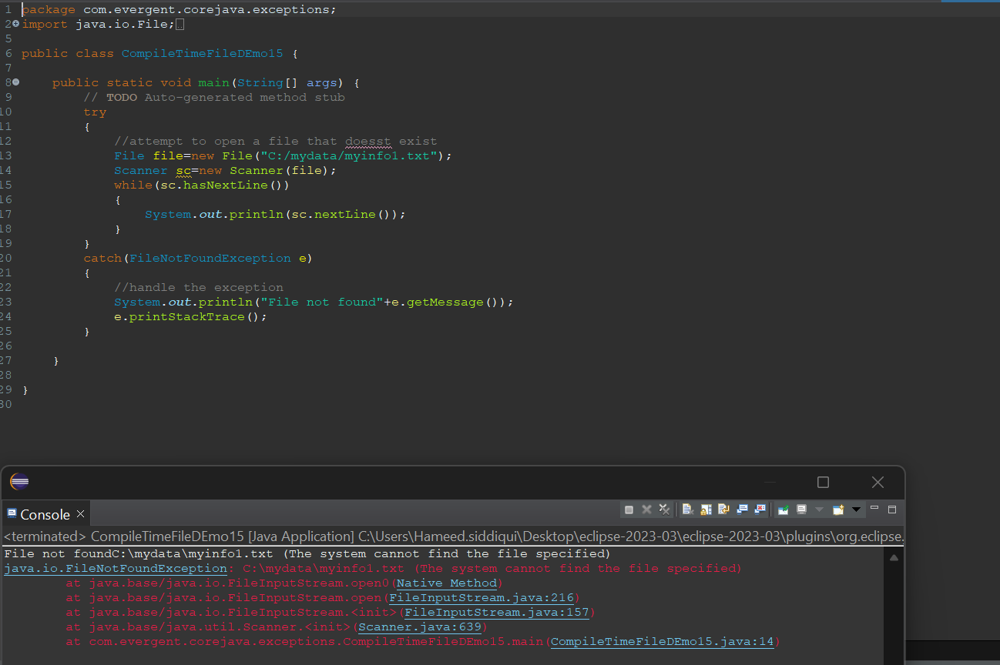 1 package com.evergent.corejava.exceptions;
2 import java.io.File;
5
6 public class CompileTimeFileDEmo15 {
7
8 public static void main(String[] args) {
9 // TODO Auto-generated method stub
10 try
11 {
12 //attempt to open a file that doesst exist
13 File file=new File("C:/mydata/myinfo1.txt");
14 Scanner sc=new Scanner(file);
15 while(sc.hasNextLine())
16 {
17 System.out.println(sc.nextLine());
18 }
19 }
20 catch(FileNotFoundException e)
21 {
22 //handle the exception
23 System.out.println("File not found"+e.getMessage());
24 e.printStackTrace();
25 }
26
27 }
28
29 }
30
Console
<terminated> CompileTimeFileDEmo15 [Java Application] C:\Users\Hameed.siddiqui\Desktop\eclipse-2023-03\eclipse-2023-03\plugins\org.eclipse.
File not foundC:\mydata\myinfo1.txt (The system cannot find the file specified)
java.io.FileNotFoundException: C:\mydata\myinfo1.txt (The system cannot find the file specified)
at java.base/java.io.FileInputStream.open0(Native Method)
at java.base/java.io.FileInputStream.open(FileInputStream.java:216)
at java.base/java.io.FileInputStream.<init>(FileInputStream.java:157)
at java.base/java.util.Scanner.<init>(Scanner.java:639)
at com.evergent.corejava.exceptions.CompileTimeFileDEmo15.main(CompileTimeFileDEmo15.java:14)